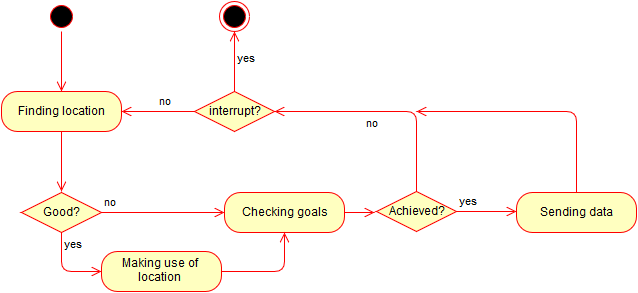 yes
Finding location
no
interrupt?
no
Good?
no
Checking goals
Achieved?
yes
Sending data
yes
Making use of
location